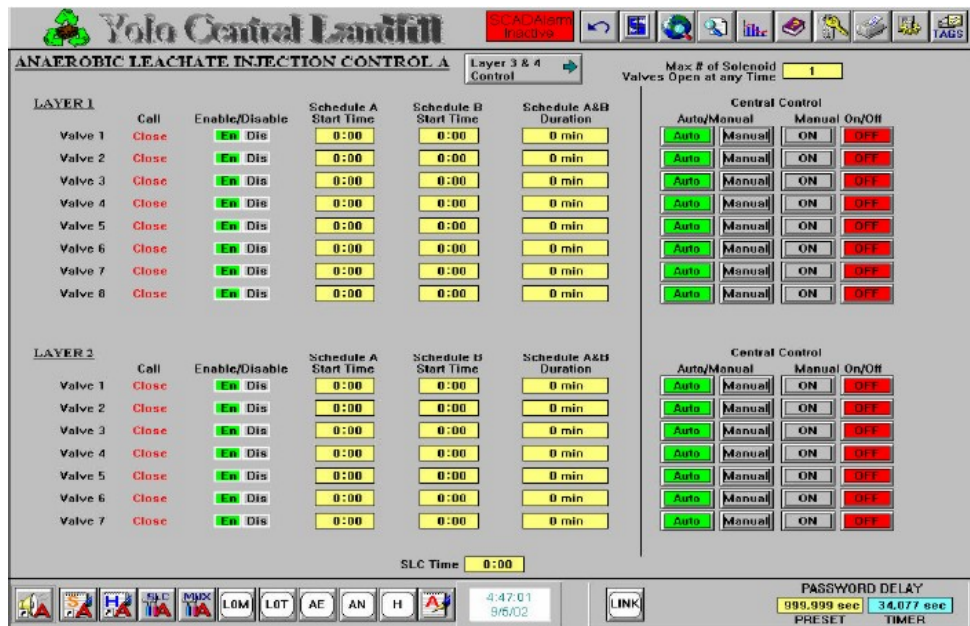 Yolo Central Landfill
SCADAlarm
Inactive
TAGS
ANAEROBIC LEACHATE INJECTION CONTROL A
Layer 3 & 4
Control
Max # of Solenoid
Valves Open at any Time
1
LAYER 1
Central Control
Call Enable/Disable Schedule A Start Time Schedule B Start Time Schedule A&B Duration Auto/Manual Manual On/Off
Valve 1 Close En Dis 0:00 0:00 0 min Auto Manual ON OFF
Valve 2 Close En Dis 0:00 0:00 0 min Auto Manual ON OFF
Valve 3 Close En Dis 0:00 0:00 0 min Auto Manual ON OFF
Valve 4 Close En Dis 0:00 0:00 0 min Auto Manual ON OFF
Valve 5 Close En Dis 0:00 0:00 0 min Auto Manual ON OFF
Valve 6 Close En Dis 0:00 0:00 0 min Auto Manual ON OFF
Valve 7 Close En Dis 0:00 0:00 0 min Auto Manual ON OFF
Valve 8 Close En Dis 0:00 0:00 0 min Auto Manual ON OFF
LAYER 2
Central Control
Call Enable/Disable Schedule A Start Time Schedule B Start Time Schedule A&B Duration Auto/Manual Manual On/Off
Valve 1 Close En Dis 0:00 0:00 0 min Auto Manual ON OFF
Valve 2 Close En Dis 0:00 0:00 0 min Auto Manual ON OFF
Valve 3 Close En Dis 0:00 0:00 0 min Auto Manual ON OFF
Valve 4 Close En Dis 0:00 0:00 0 min Auto Manual ON OFF
Valve 5 Close En Dis 0:00 0:00 0 min Auto Manual ON OFF
Valve 6 Close En Dis 0:00 0:00 0 min Auto Manual ON OFF
Valve 7 Close En Dis 0:00 0:00 0 min Auto Manual ON OFF
SLC Time 0:00
A S A H A SLC A MUX A LOM LOT AE AN H A
4:47:01
9/5/02
LINK
PASSWORD DELAY
999,999 sec 34,077 sec
PRESET TIMER